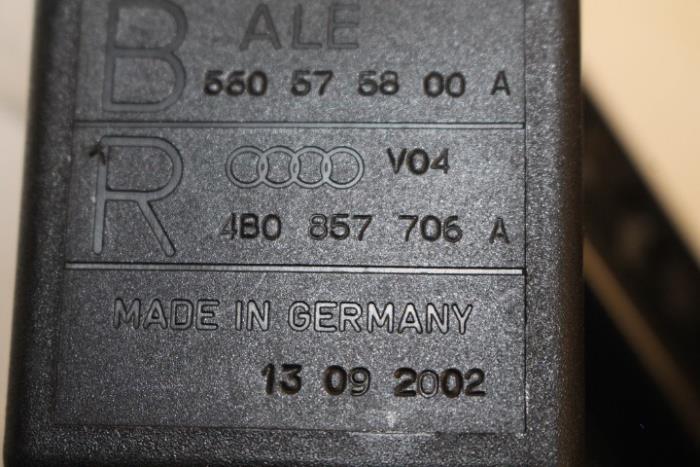 B ALE
560 57 58 00 A
R V04
4B0 857 706 A
MADE IN GERMANY
13 09 2002